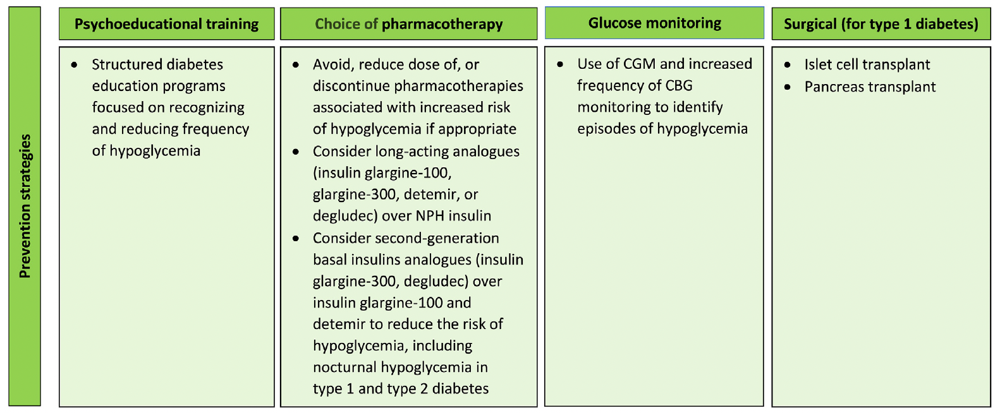 Prevention strategies
Psychoeducational training
• Structured diabetes
education programs
focused on recognizing
and reducing frequency
of hypoglycemia
Choice of pharmacotherapy
• Avoid, reduce dose of, or
discontinue pharmacotherapies
associated with increased risk
of hypoglycemia if appropriate
• Consider long-acting analogues
(insulin glargine-100,
glargine-300, detemir, or
degludec) over NPH insulin
• Consider second-generation
basal insulins analogues (insulin
glargine-300, degludec) over
insulin glargine-100 and
detemir to reduce the risk of
hypoglycemia, including
nocturnal hypoglycemia in
type 1 and type 2 diabetes
Glucose monitoring
• Use of CGM and increased
frequency of CBG
monitoring to identify
episodes of hypoglycemia
Surgical (for type 1 diabetes)
• Islet cell transplant
• Pancreas transplant